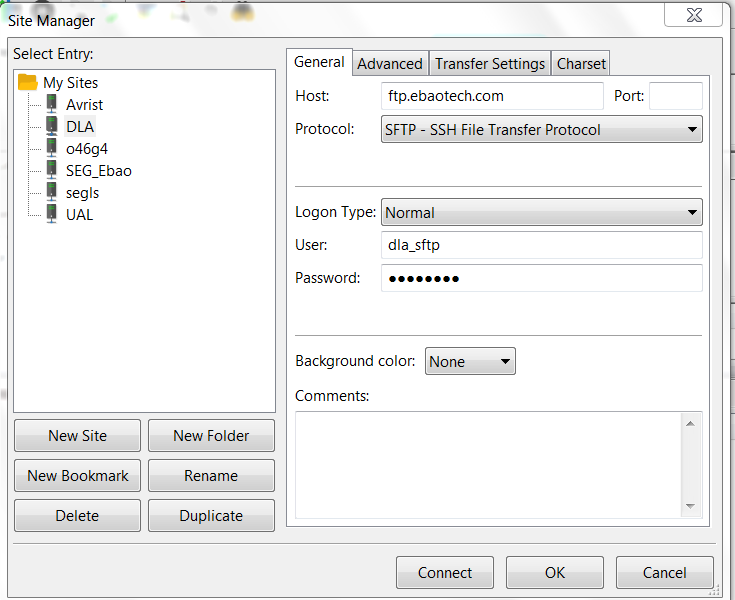 Site Manager
Select Entry:
My Sites
Avrist
DLA
o46g4
SEG_Ebao
segls
UAL
New Site
New Folder
New Bookmark
Rename
Delete
Duplicate
General
Advanced
Transfer Settings
Charset
Host:
ftp.ebaotech.com
Port:
Protocol:
SFTP - SSH File Transfer Protocol
Logon Type:
Normal
User:
dla_sftp
Password:
●●●●●●●●
Background color:
None
Comments:
Connect
OK
Cancel